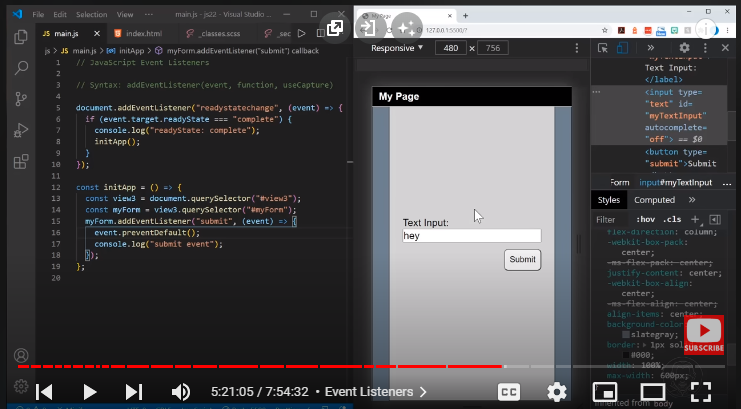 File Edit Selection View ··· main.js - js22 - Visual Studio ...
JS main.js ×
index.html
_classes.scss
_sec
js > JS main.js > initApp > myForm.addEventListener("submit") callback
1 // JavaScript Event Listeners
2
3 // Syntax: addEventListener(event, function, useCapture)
4
5 document.addEventListener("readystatechange", (event) => {
6 if (event.target.readyState === "complete") {
7 console.log("readyState: complete");
8 initApp();
9 }
10 });
11
12 const initApp = () => {
13 const view3 = document.querySelector("#view3");
14 const myForm = view3.querySelector("#myForm");
15 myForm.addEventListener("submit", (event) => {
16 event.preventDefault();
17 console.log("submit event");
18 });
19 };
20
My Page
127.0.0.1:5500/
Responsive ▼ 480 × 756
My Page
Text Input:
hey
Submit
Text Input:
</label>
<input type=
"text" id=
"myTextInput"
autocomplete=
"off"> == $0
<button type=
"submit">Submit
Form input#myTextInput ...
Styles Computed »
Filter :hov .cls +
flex-direction: column;
-webkit-box-pack:
center;
-ms-flex-pack: center;
justify-content: center;
-webkit-box-align:
center;
-ms-flex-align: center;
align-items: center;
background-color:
slategray;
border: 1px solid
#000;
width: 100%;
max-width: 600px;
Inherited from body
SUBSCRIBE
5:21:05 / 7:54:32 • Event Listeners >
CC